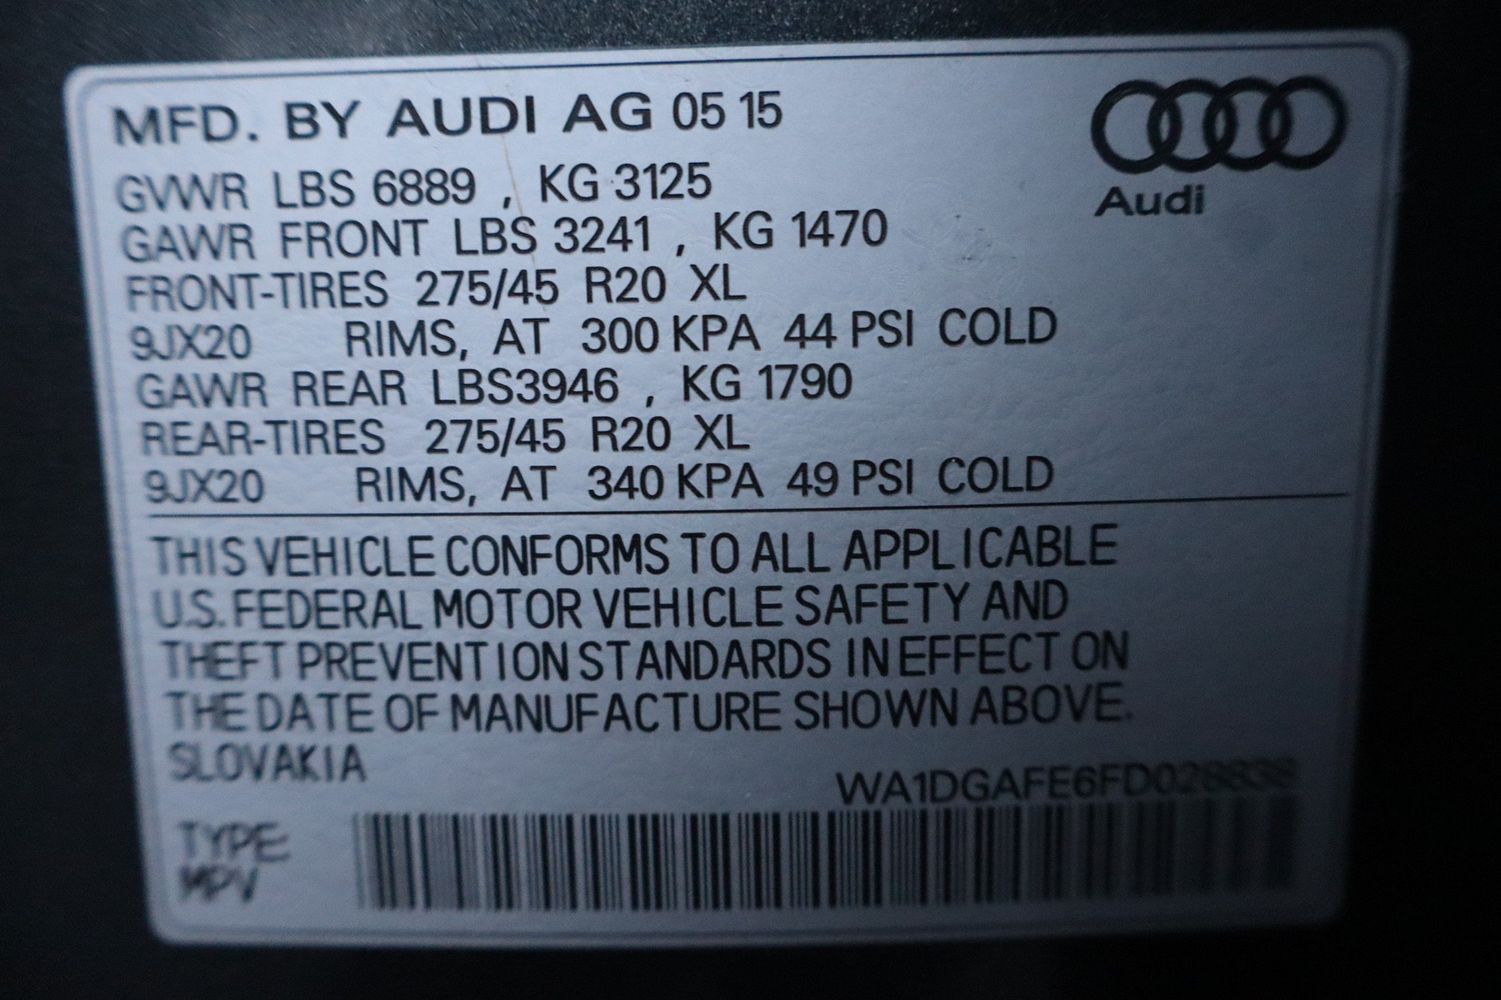 MFD. BY AUDI AG 05 15
Audi
GVWR LBS 6889 , KG 3125
GAWR FRONT LBS 3241 , KG 1470
FRONT-TIRES 275/45 R20 XL
9JX20 RIMS, AT 300 KPA 44 PSI COLD
GAWR REAR LBS3946 , KG 1790
REAR-TIRES 275/45 R20 XL
9JX20 RIMS, AT 340 KPA 49 PSI COLD
THIS VEHICLE CONFORMS TO ALL APPLICABLE
U.S. FEDERAL MOTOR VEHICLE SAFETY AND
THEFT PREVENTION STANDARDS IN EFFECT ON
THE DATE OF MANUFACTURE SHOWN ABOVE.
SLOVAKIA
TYPE:
MPV